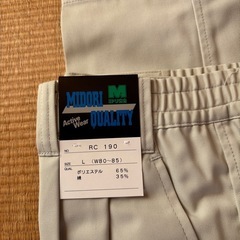 M
MIDORI
Active Wear
QUALITY
RC 190
L (W80~85)
ポリエステル 65%
綿 35%